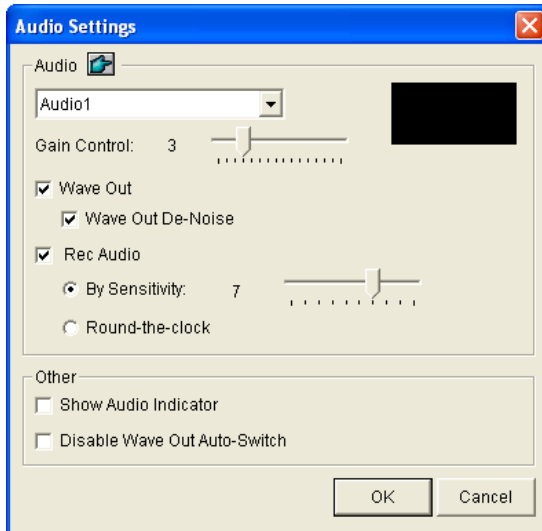 Audio Settings
Audio
Audio1
Gain Control: 3
Wave Out
Wave Out De-Noise
Rec Audio
By Sensitivity: 7
Round-the-clock
Other
Show Audio Indicator
Disable Wave Out Auto-Switch
OK Cancel